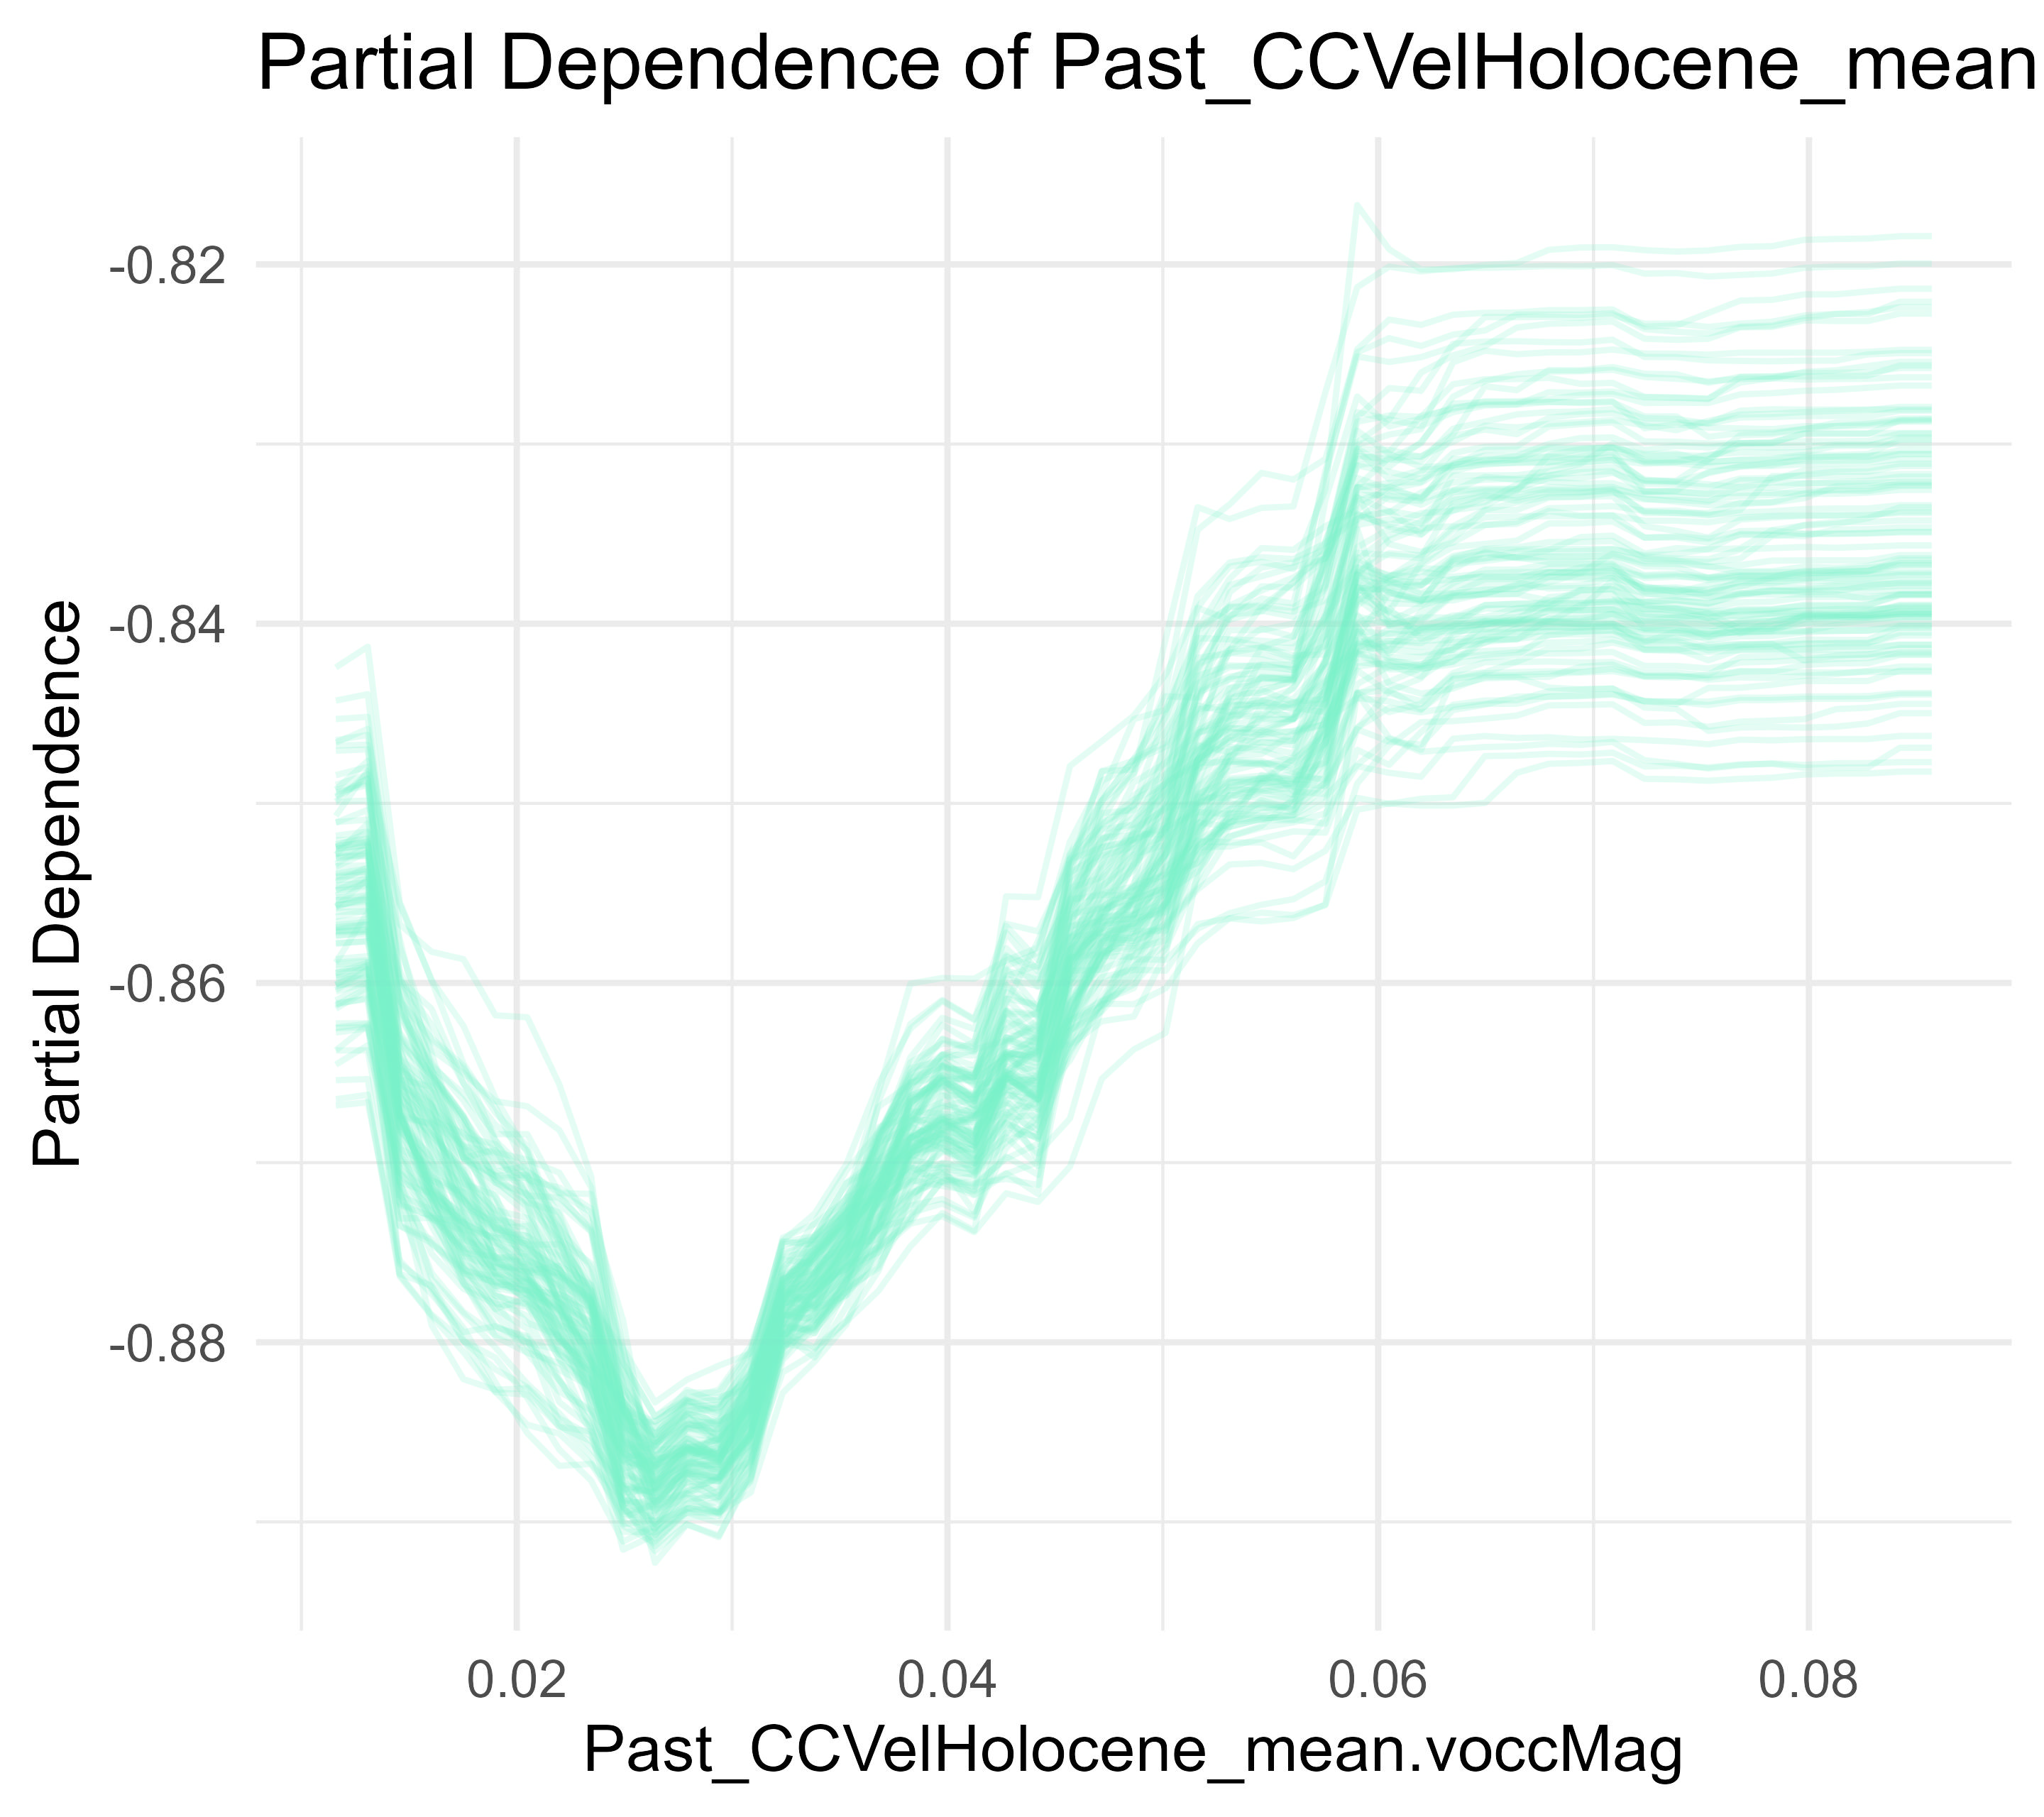 Partial Dependence of Past_CCVelHolocene_mean
Partial Dependence
-0.82
-0.84
-0.86
-0.88
0.02
0.04
0.06
0.08
Past_CCVelHolocene_mean.voccMag